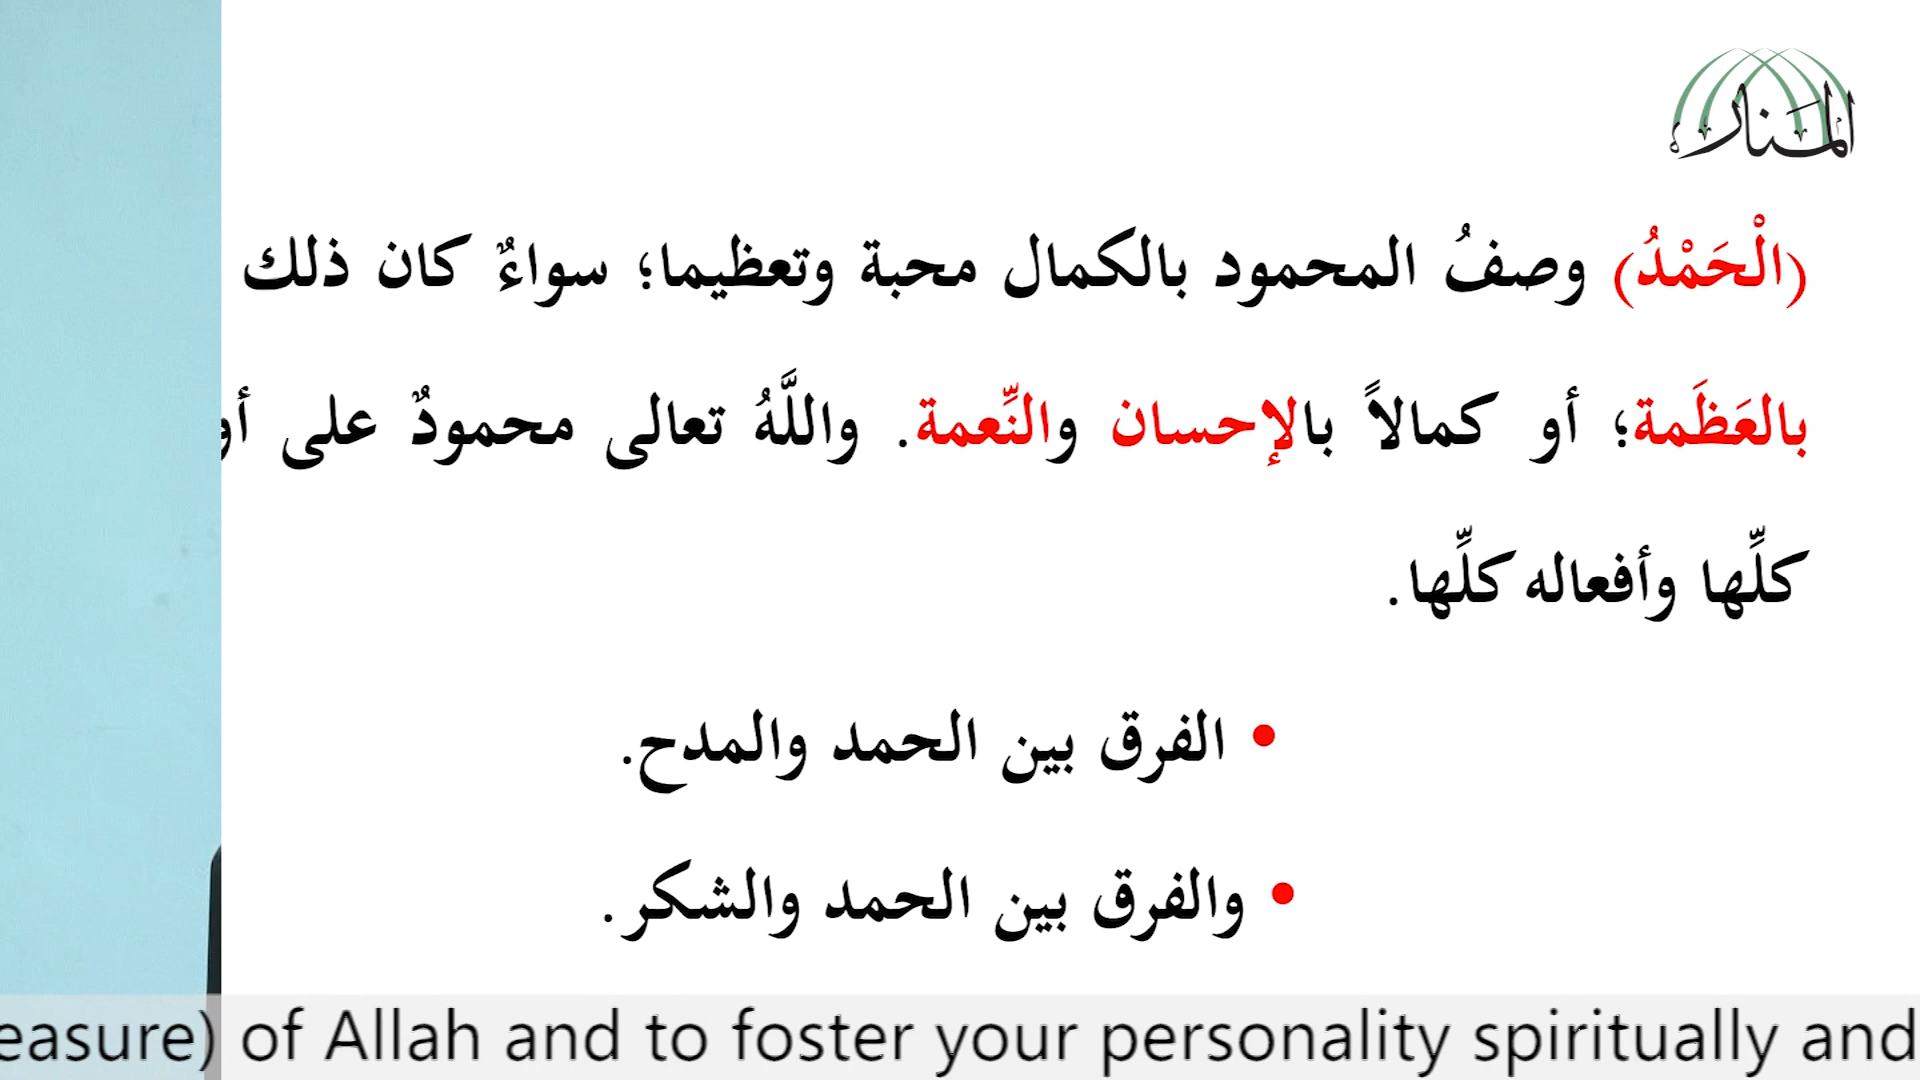 المنار
(الْحَمْدُ) وصفُ المحمود بالكمال محبة وتعظيما؛ سواءٌ كان ذلك
بالعَظَمة؛ أو كمالاً بالإحسان والنِّعمة. واللَّهُ تعالى محمودٌ على أو
كلِّها وأفعاله كلِّها.
• الفرق بين الحمد والمدح.
• والفرق بين الحمد والشكر.
easure) of Allah and to foster your personality spiritually and